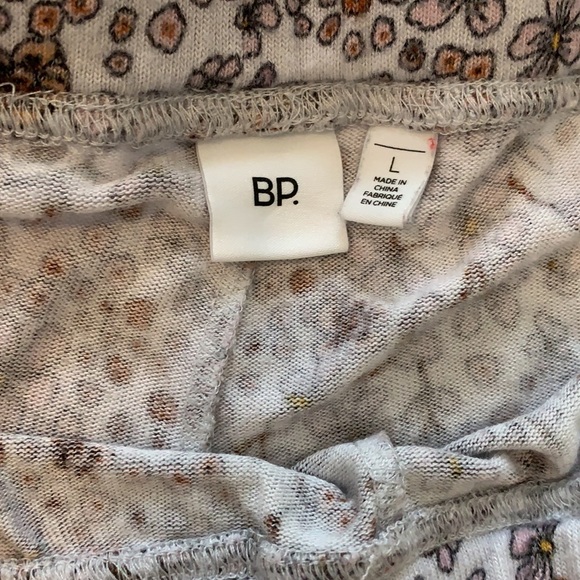 BP.
L
MADE IN
CHINA
FABRIQUÉ
EN CHINE